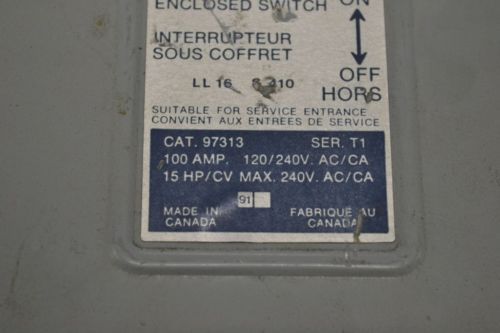 ENCLOSED SWITCH ON
INTERRUPTEUR
SOUS COFFRET
LL 16 OFF
HORS
SUITABLE FOR SERVICE ENTRANCE
CONVIENT AUX ENTREES DE SERVICE
CAT. 97313 SER. T1
100 AMP. 120/240V. AC/CA
15 HP/CV MAX. 240V. AC/CA
91
MADE IN FABRIQUE AU
CANADA CANADA